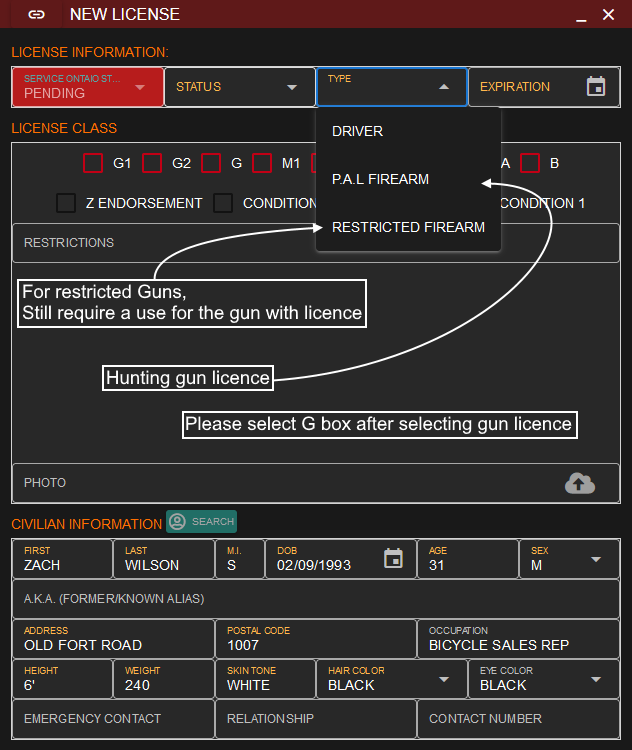 NEW LICENSE
LICENSE INFORMATION:
SERVICE ONTAIO ST...
PENDING
STATUS
TYPE
EXPIRATION
DRIVER
P.A.L FIREARM
RESTRICTED FIREARM
LICENSE CLASS
G1 G2 G M1 A B
Z ENDORSEMENT CONDITION CONDITION 1
RESTRICTIONS
For restricted Guns,
Still require a use for the gun with licence
Hunting gun licence
Please select G box after selecting gun licence
PHOTO
CIVILIAN INFORMATION SEARCH
FIRST LAST M.I. DOB AGE SEX
ZACH WILSON S 02/09/1993 31 M
A.K.A. (FORMER/KNOWN ALIAS)
ADDRESS POSTAL CODE OCCUPATION
OLD FORT ROAD 1007 BICYCLE SALES REP
HEIGHT WEIGHT SKIN TONE HAIR COLOR EYE COLOR
6' 240 WHITE BLACK BLACK
EMERGENCY CONTACT RELATIONSHIP CONTACT NUMBER